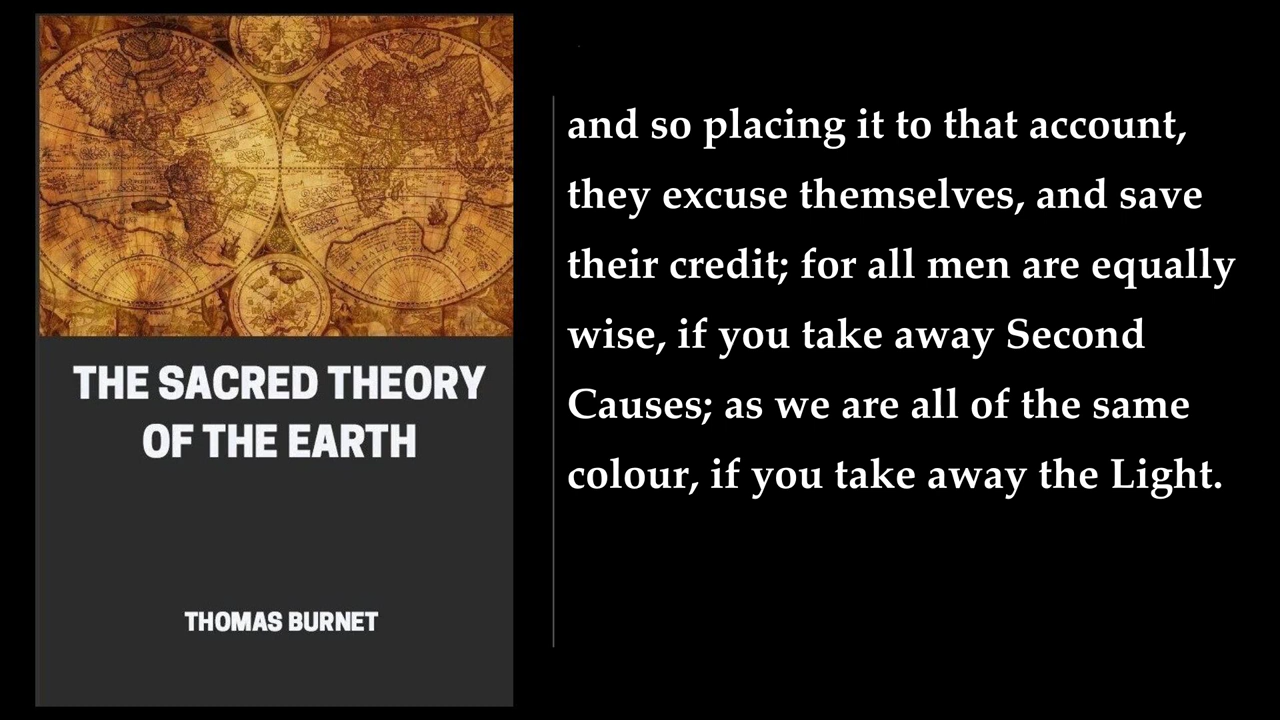 THE SACRED THEORY
OF THE EARTH
THOMAS BURNET
and so placing it to that account,
they excuse themselves, and save
their credit; for all men are equally
wise, if you take away Second
Causes; as we are all of the same
colour, if you take away the Light.